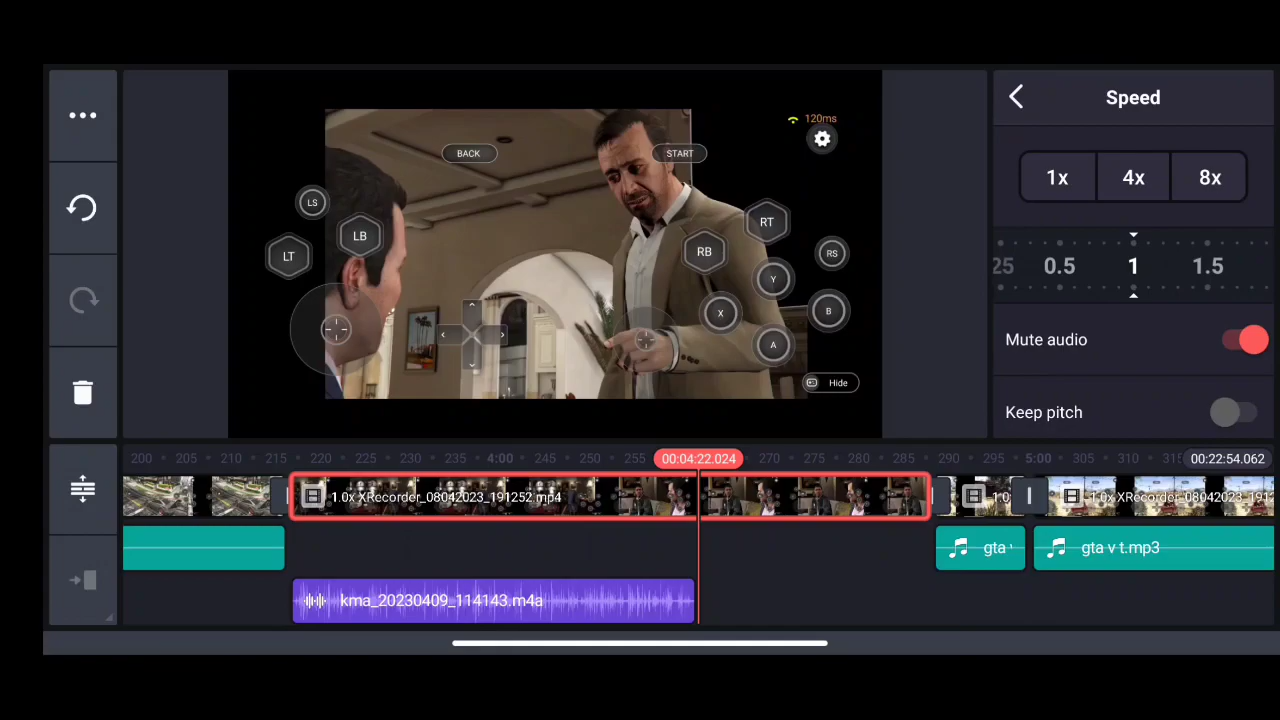 Speed
1x 4x 8x
25 0.5 1 1.5
Mute audio
Keep pitch
120ms
BACK START
LS
LB
LT
RT
RB
RS
Y
X
B
A
Hide
200 205 210 215 220 225 230 235 4:00 245 250 255 00:04:22.024 270 275 280 285 290 295 5:00 305 310 315 00:22:54.062
1.0x XRecorder_08042023_191252.mp4 1.0 1.0x XRecorder_08042023_191
gta gta v t.mp3
kma_20230409_114143.m4a